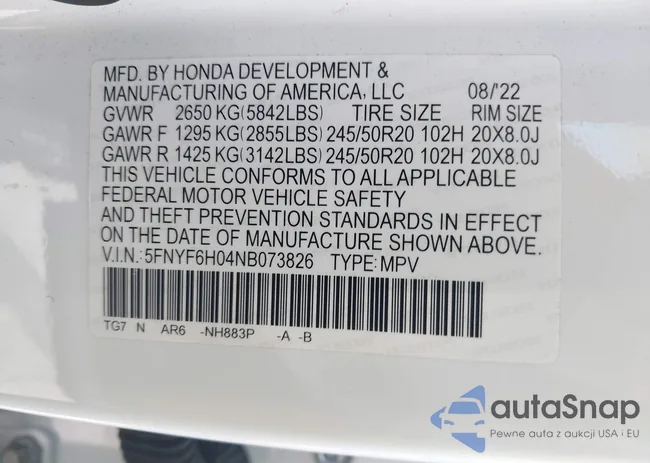 MFD. BY HONDA DEVELOPMENT &
MANUFACTURING OF AMERICA, LLC 08/'22
GVWR 2650 KG(5842LBS) TIRE SIZE RIM SIZE
GAWR F 1295 KG(2855LBS) 245/50R20 102H 20X8.0J
GAWR R 1425 KG(3142LBS) 245/50R20 102H 20X8.0J
THIS VEHICLE CONFORMS TO ALL APPLICABLE
FEDERAL MOTOR VEHICLE SAFETY
AND THEFT PREVENTION STANDARDS IN EFFECT
ON THE DATE OF MANUFACTURE SHOWN ABOVE.
V.I.N.:5FNYF6H04NB073826 TYPE:MPV
TG7 N AR6 -NH883P -A -B
autaSnap
Pewne auta z aukcji USA i EU